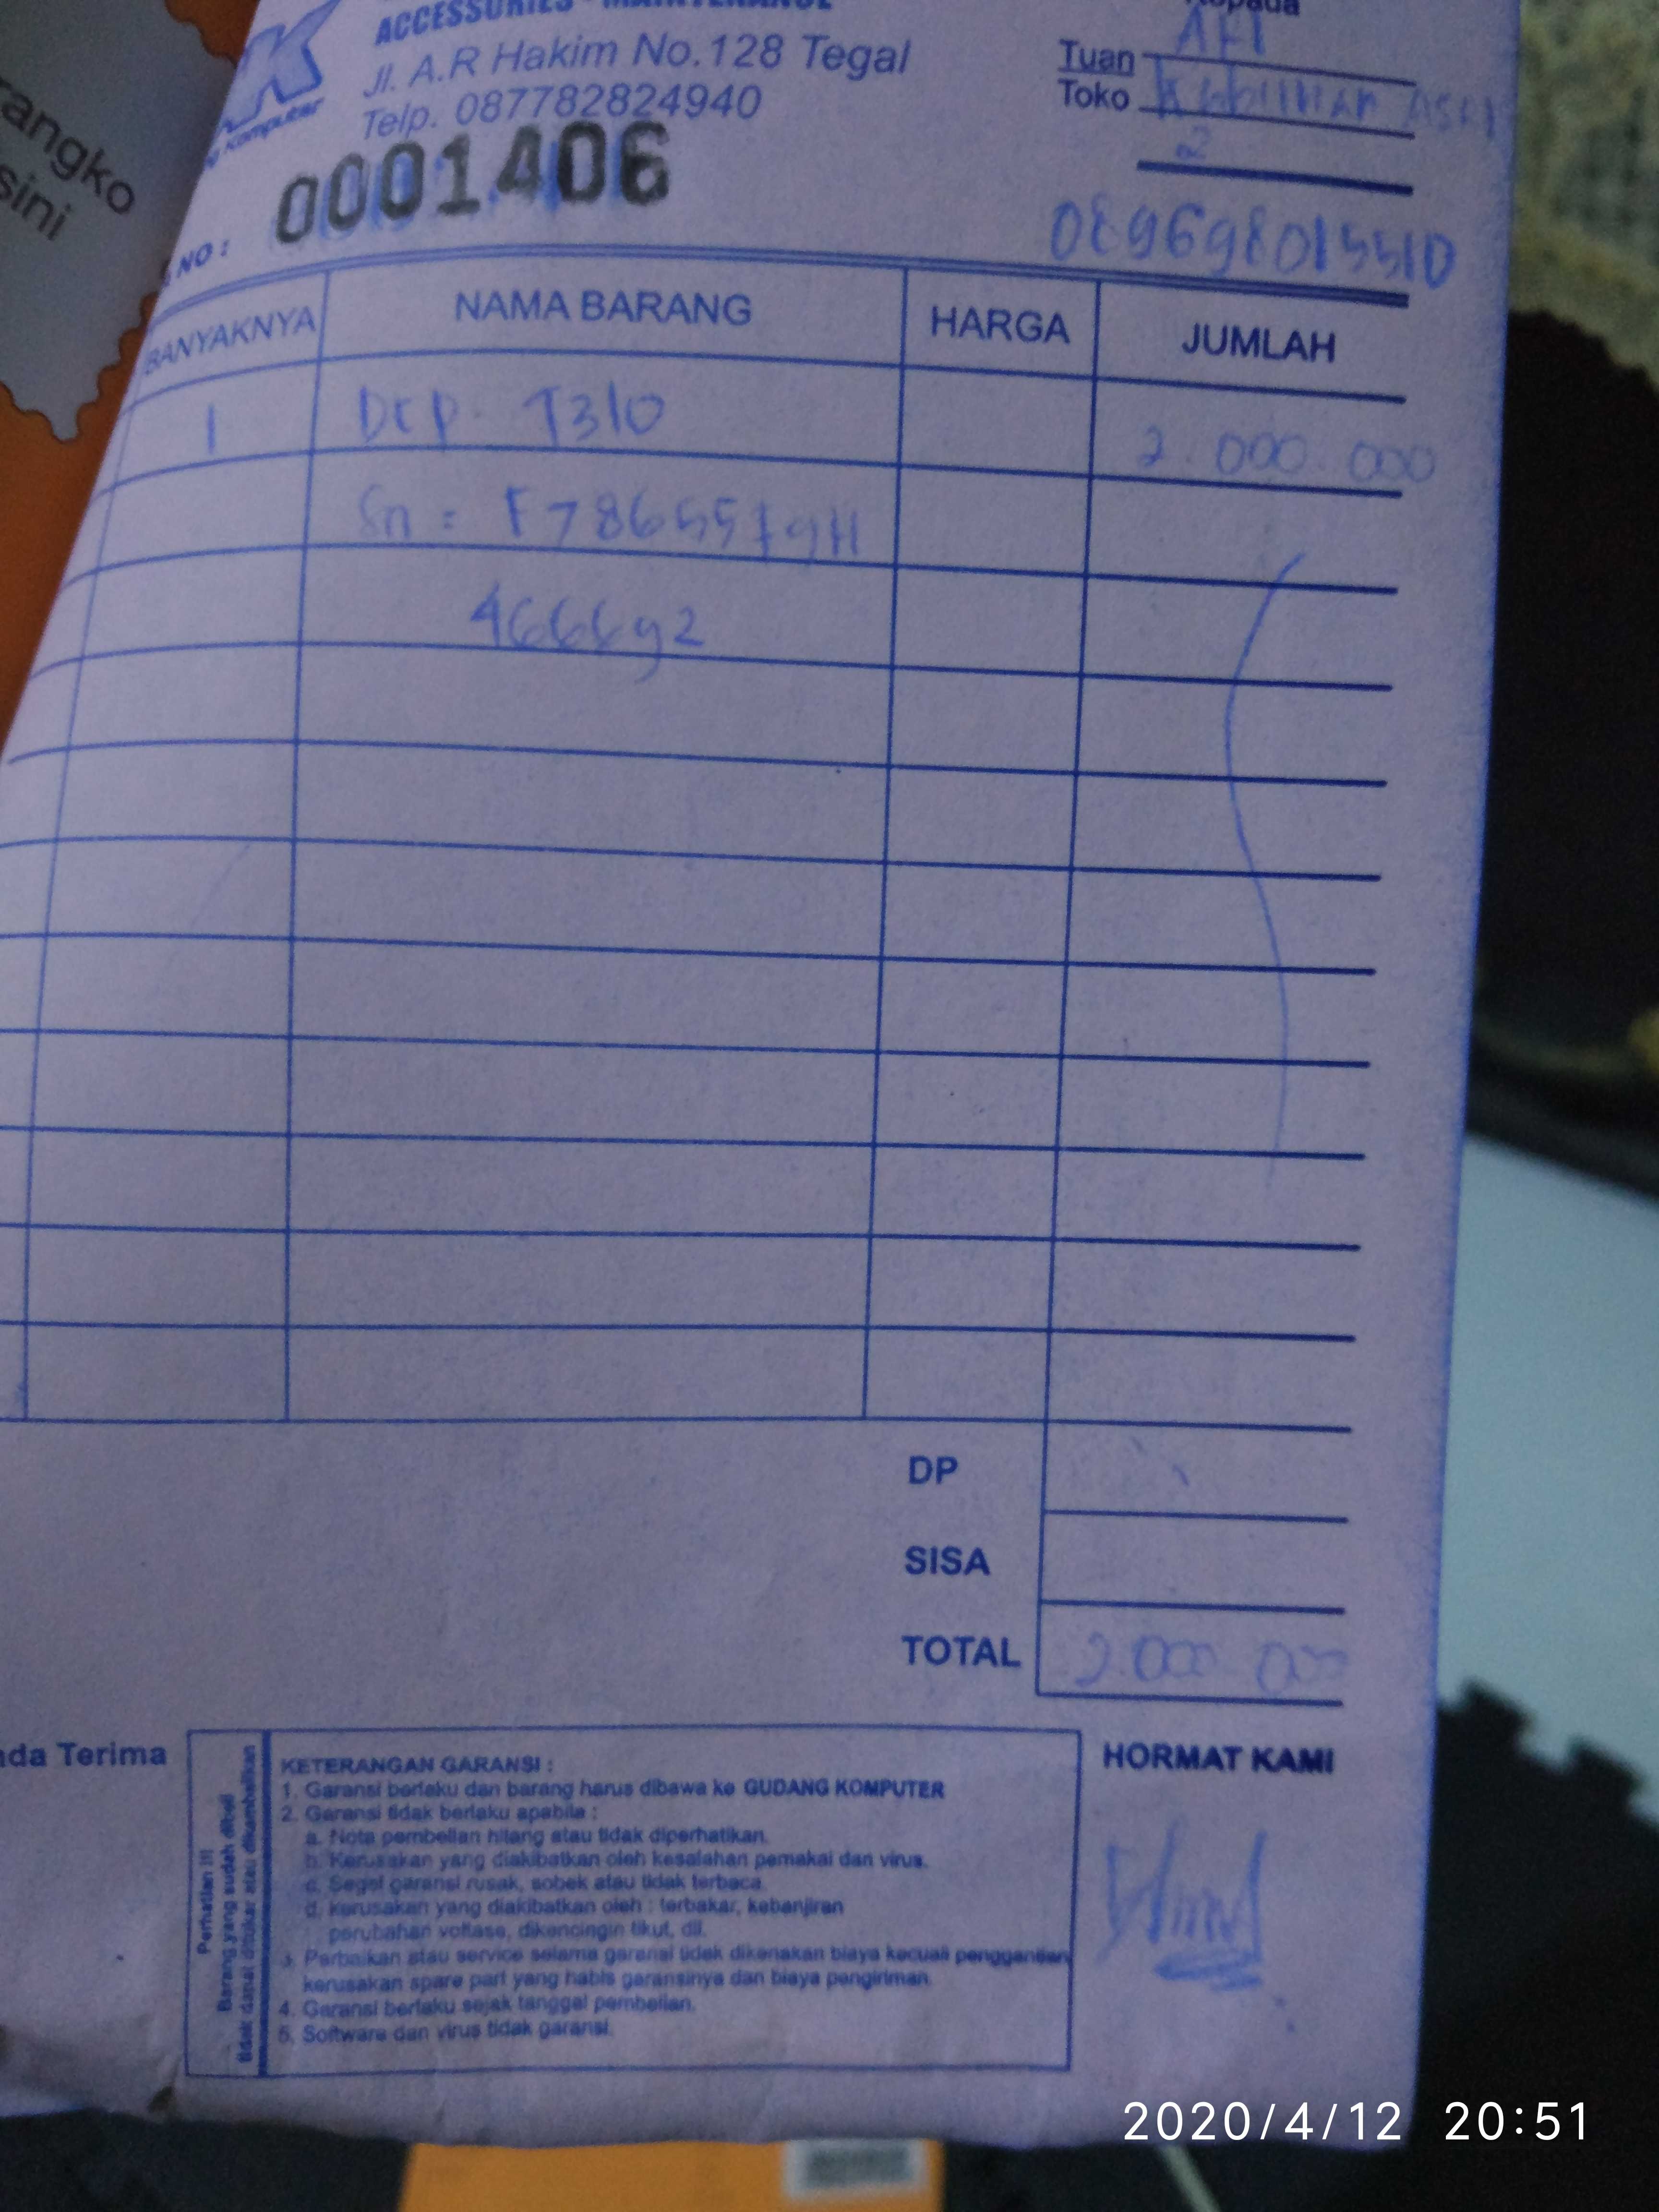 rangko
sini
K
Komputer
ACCESSORIES - MAINTENANCE
Jl. A.R Hakim No.128 Tegal
Telp. 087782824940
Kepada
Tuan AFI
Toko
2
NO : 0001406
089698015510
BANYAKNYA NAMA BARANG HARGA JUMLAH
1 Dcp. T310 2.000.000
Sn =
466692
DP
SISA
TOTAL 2.000 000
nda Terima
HORMAT KAMI
Perhatian !!!
Barang yang sudah dibeli
tidak dapat ditukar atau dikembalikan
KETERANGAN GARANSI :
1. Garansi berlaku dan barang harus dibawa ke GUDANG KOMPUTER
2. Garansi tidak berlaku apabila :
a. Nota pembelian hilang atau tidak diperhatikan.
b. Kerusakan yang diakibatkan oleh kesalahan pemakai dan virus.
c. Segel garansi rusak, sobek atau tidak terbaca.
d. kerusakan yang diakibatkan oleh : terbakar, kebanjiran
perubahan voltase, dikencingin tikut, dll.
3. Perbaikan atau service selama garansi tidak dikenakan biaya kecuali penggantian
kerusakan spare part yang habis garansinya dan biaya pengiriman.
4. Garansi berlaku sejak tanggal pembelian.
5. Software dan virus tidak garansi.
2020/4/12 20:51